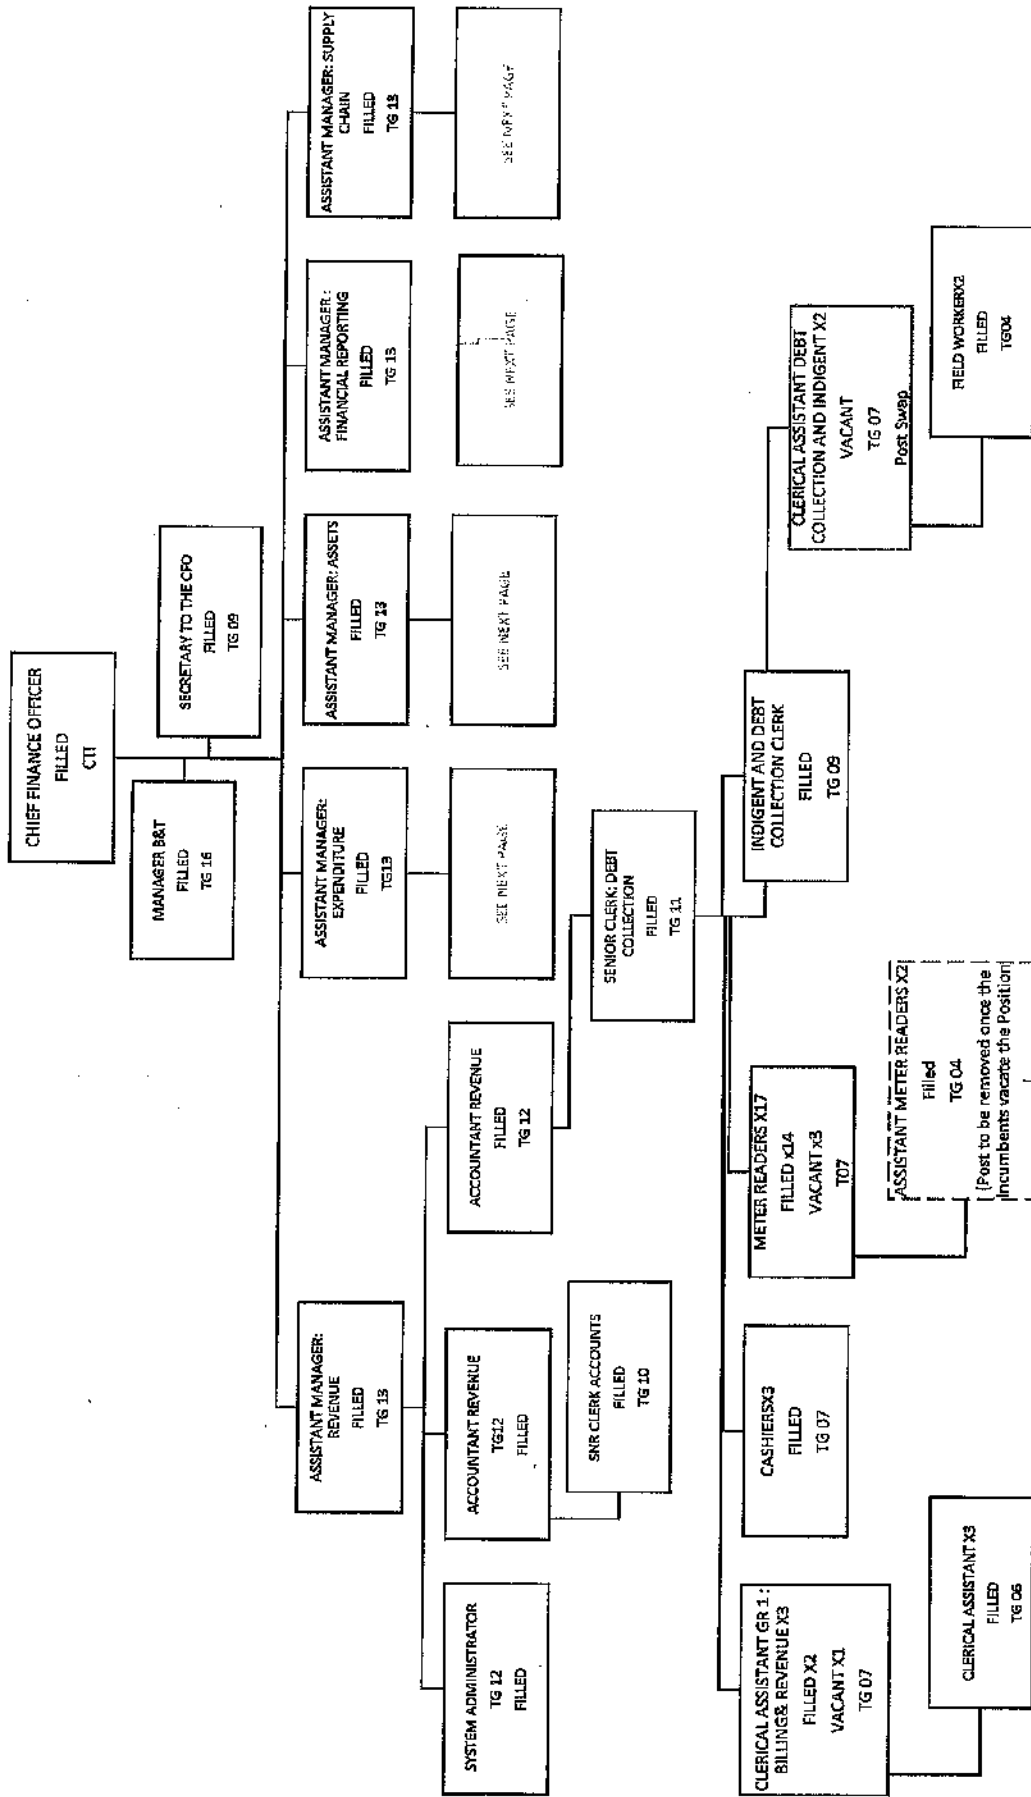 CHIEF FINANCE OFFICER
FILLED
CTI
MANAGER B&T
FILLED
TG 16
SECRETARY TO THE CFO
FILLED
TG 09
ASSISTANT MANAGER:
REVENUE
FILLED
TG 13
ASSISTANT MANAGER:
EXPENDITURE
FILLED
TG13
ASSISTANT MANAGER: ASSETS
FILLED
TG 13
ASSISTANT MANAGER :
FINANCIAL REPORTING
FILLED
TG 13
ASSISTANT MANAGER: SUPPLY
CHAIN
FILLED
TG 13
SYSTEM ADMINISTRATOR
TG 12
FILLED
ACCOUNTANT REVENUE
TG12
FILLED
ACCOUNTANT REVENUE
FILLED
TG 12
SEE NEXT PAGE
SEE NEXT PAGE
SEE NEXT PAGE
SEE NEXT PAGE
SNR CLERK ACCOUNTS
FILLED
TG 10
SENIOR CLERK: DEBT
COLLECTION
FILLED
TG 11
CLERICAL ASSISTANT GR 1 :
BILLING& REVENUE X3
FILLED X2
VACANT X1
TG 07
CASHIERSX3
FILLED
TG 07
METER READERS X17
FILLED x14
VACANT x3
T07
INDIGENT AND DEBT
COLLECTION CLERK
FILLED
TG 09
CLERICAL ASSISTANT DEBT
COLLECTION AND INDIGENT X2
VACANT
TG 07
Post Swap
CLERICAL ASSISTANT X3
FILLED
TG 06
ASSISTANT METER READERS X2
Filled
TG 04
(Post to be removed once the
Incumbents vacate the Position
FIELD WORKERX2
FILLED
TG04